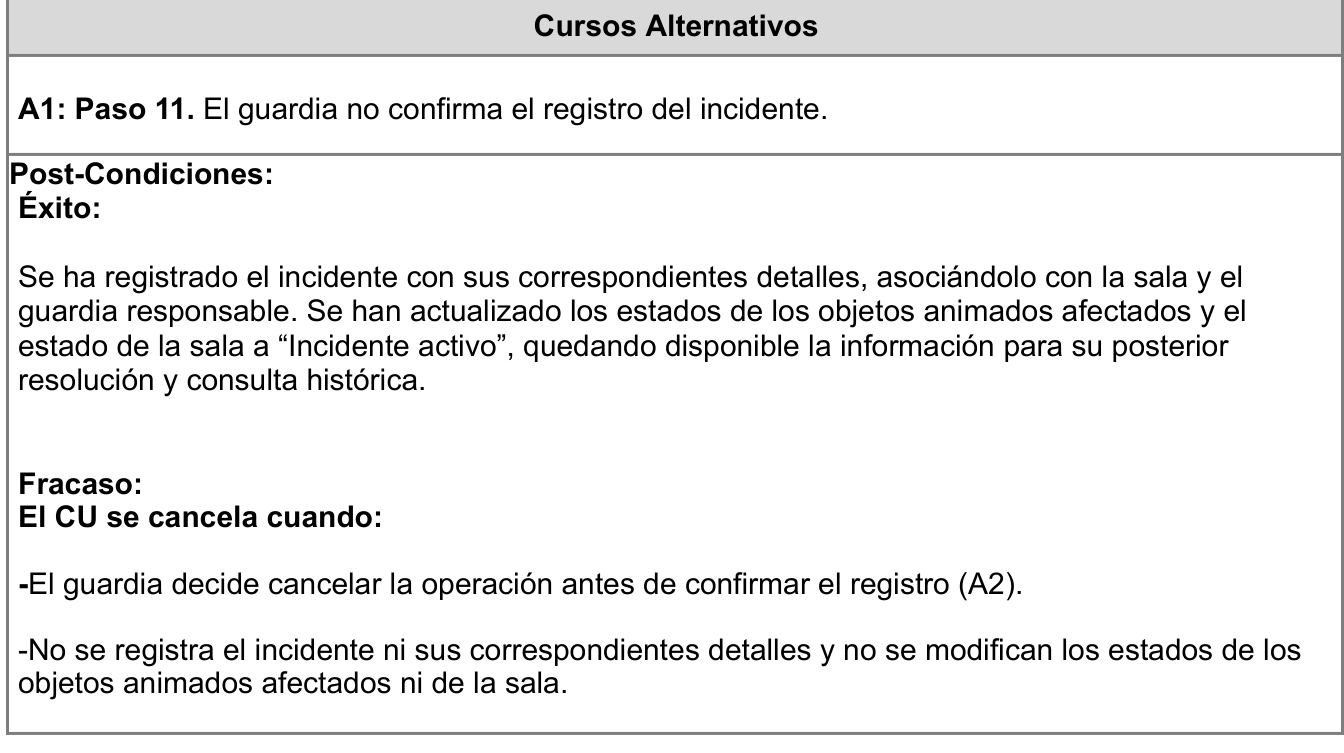 Cursos Alternativos
A1: Paso 11. El guardia no confirma el registro del incidente.
Post-Condiciones:
Éxito:
Se ha registrado el incidente con sus correspondientes detalles, asociándolo con la sala y el
guardia responsable. Se han actualizado los estados de los objetos animados afectados y el
estado de la sala a “Incidente activo”, quedando disponible la información para su posterior
resolución y consulta histórica.
Fracaso:
El CU se cancela cuando:
-El guardia decide cancelar la operación antes de confirmar el registro (A2).
-No se registra el incidente ni sus correspondientes detalles y no se modifican los estados de los
objetos animados afectados ni de la sala.